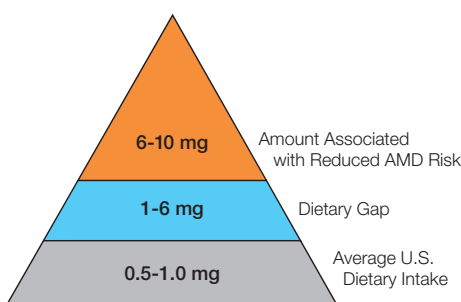 6-10 mg
Amount Associated
with Reduced AMD Risk
1-6 mg
Dietary Gap
0.5-1.0 mg
Average U.S.
Dietary Intake